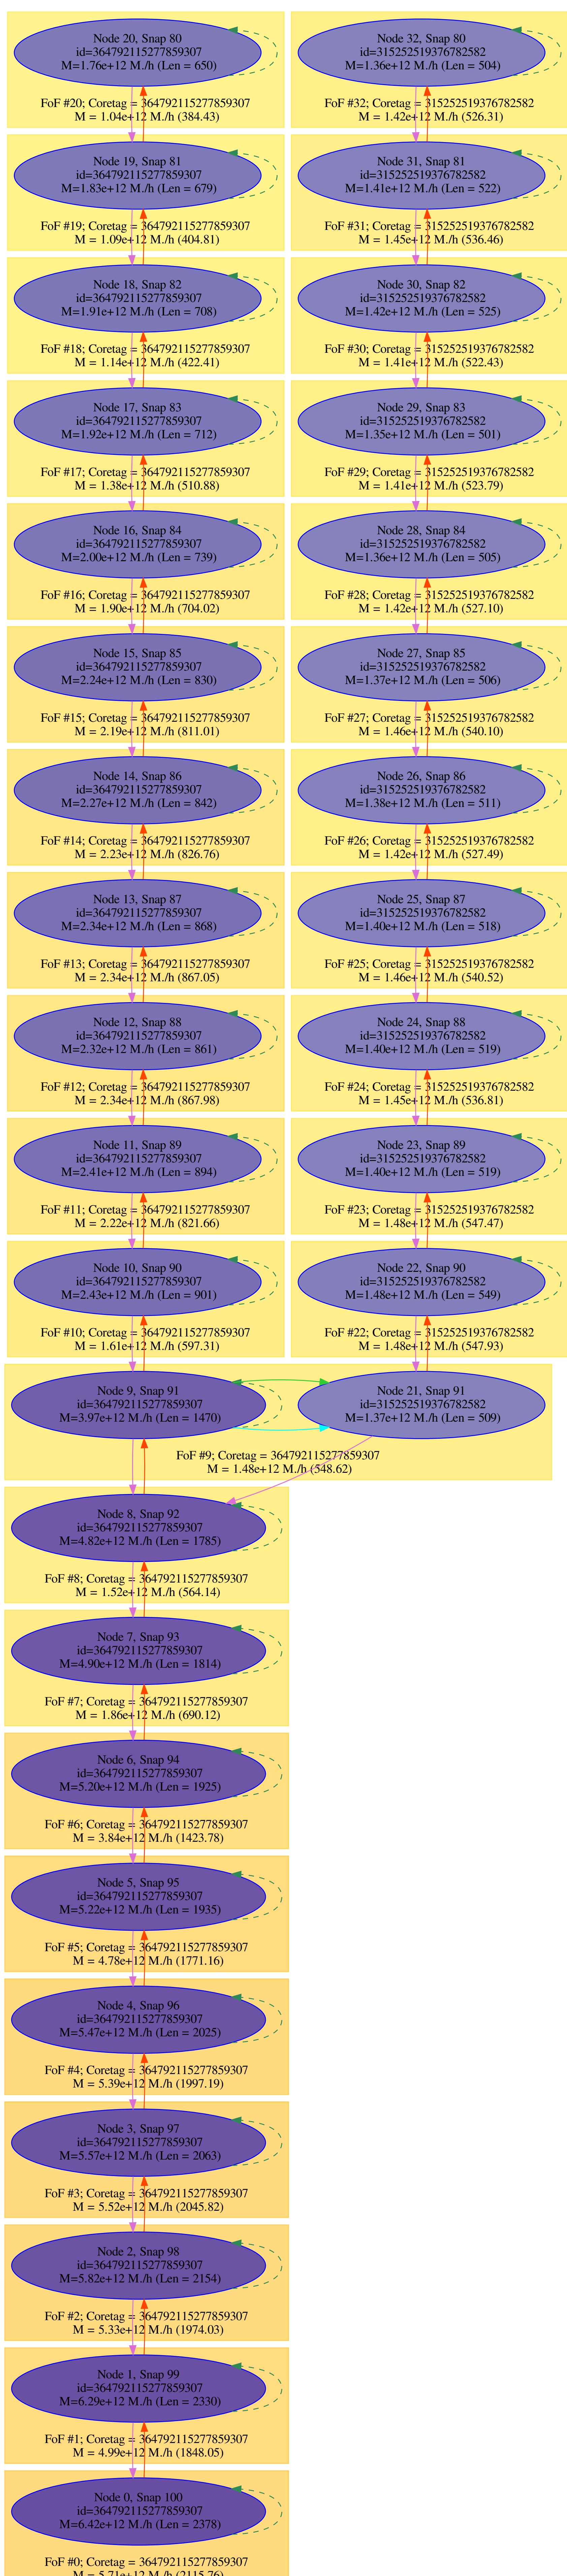 Node 20, Snap 80
id=364792115277859307
M=1.76e+12 M./h (Len = 650)
FoF #20; Coretag = 364792115277859307
M = 1.04e+12 M./h (384.43)
Node 32, Snap 80
id=315252519376782582
M=1.36e+12 M./h (Len = 504)
FoF #32; Coretag = 315252519376782582
M = 1.42e+12 M./h (526.31)
Node 19, Snap 81
id=364792115277859307
M=1.83e+12 M./h (Len = 679)
FoF #19; Coretag = 364792115277859307
M = 1.09e+12 M./h (404.81)
Node 31, Snap 81
id=315252519376782582
M=1.41e+12 M./h (Len = 522)
FoF #31; Coretag = 315252519376782582
M = 1.45e+12 M./h (536.46)
Node 18, Snap 82
id=364792115277859307
M=1.91e+12 M./h (Len = 708)
FoF #18; Coretag = 364792115277859307
M = 1.14e+12 M./h (422.41)
Node 30, Snap 82
id=315252519376782582
M=1.42e+12 M./h (Len = 525)
FoF #30; Coretag = 315252519376782582
M = 1.41e+12 M./h (522.43)
Node 17, Snap 83
id=364792115277859307
M=1.92e+12 M./h (Len = 712)
FoF #17; Coretag = 364792115277859307
M = 1.38e+12 M./h (510.88)
Node 29, Snap 83
id=315252519376782582
M=1.35e+12 M./h (Len = 501)
FoF #29; Coretag = 315252519376782582
M = 1.41e+12 M./h (523.79)
Node 16, Snap 84
id=364792115277859307
M=2.00e+12 M./h (Len = 739)
FoF #16; Coretag = 364792115277859307
M = 1.90e+12 M./h (704.02)
Node 28, Snap 84
id=315252519376782582
M=1.36e+12 M./h (Len = 505)
FoF #28; Coretag = 315252519376782582
M = 1.42e+12 M./h (527.10)
Node 15, Snap 85
id=364792115277859307
M=2.24e+12 M./h (Len = 830)
FoF #15; Coretag = 364792115277859307
M = 2.19e+12 M./h (811.01)
Node 27, Snap 85
id=315252519376782582
M=1.37e+12 M./h (Len = 506)
FoF #27; Coretag = 315252519376782582
M = 1.46e+12 M./h (540.10)
Node 14, Snap 86
id=364792115277859307
M=2.27e+12 M./h (Len = 842)
FoF #14; Coretag = 364792115277859307
M = 2.23e+12 M./h (826.76)
Node 26, Snap 86
id=315252519376782582
M=1.38e+12 M./h (Len = 511)
FoF #26; Coretag = 315252519376782582
M = 1.42e+12 M./h (527.49)
Node 13, Snap 87
id=364792115277859307
M=2.34e+12 M./h (Len = 868)
FoF #13; Coretag = 364792115277859307
M = 2.34e+12 M./h (867.05)
Node 25, Snap 87
id=315252519376782582
M=1.40e+12 M./h (Len = 518)
FoF #25; Coretag = 315252519376782582
M = 1.46e+12 M./h (540.52)
Node 12, Snap 88
id=364792115277859307
M=2.32e+12 M./h (Len = 861)
FoF #12; Coretag = 364792115277859307
M = 2.34e+12 M./h (867.98)
Node 24, Snap 88
id=315252519376782582
M=1.40e+12 M./h (Len = 519)
FoF #24; Coretag = 315252519376782582
M = 1.45e+12 M./h (536.81)
Node 11, Snap 89
id=364792115277859307
M=2.41e+12 M./h (Len = 894)
FoF #11; Coretag = 364792115277859307
M = 2.22e+12 M./h (821.66)
Node 23, Snap 89
id=315252519376782582
M=1.40e+12 M./h (Len = 519)
FoF #23; Coretag = 315252519376782582
M = 1.48e+12 M./h (547.47)
Node 10, Snap 90
id=364792115277859307
M=2.43e+12 M./h (Len = 901)
FoF #10; Coretag = 364792115277859307
M = 1.61e+12 M./h (597.31)
Node 22, Snap 90
id=315252519376782582
M=1.48e+12 M./h (Len = 549)
FoF #22; Coretag = 315252519376782582
M = 1.48e+12 M./h (547.93)
Node 9, Snap 91
id=364792115277859307
M=3.97e+12 M./h (Len = 1470)
Node 21, Snap 91
id=315252519376782582
M=1.37e+12 M./h (Len = 509)
FoF #9; Coretag = 364792115277859307
M = 1.48e+12 M./h (548.62)
Node 8, Snap 92
id=364792115277859307
M=4.82e+12 M./h (Len = 1785)
FoF #8; Coretag = 364792115277859307
M = 1.52e+12 M./h (564.14)
Node 7, Snap 93
id=364792115277859307
M=4.90e+12 M./h (Len = 1814)
FoF #7; Coretag = 364792115277859307
M = 1.86e+12 M./h (690.12)
Node 6, Snap 94
id=364792115277859307
M=5.20e+12 M./h (Len = 1925)
FoF #6; Coretag = 364792115277859307
M = 3.84e+12 M./h (1423.78)
Node 5, Snap 95
id=364792115277859307
M=5.22e+12 M./h (Len = 1935)
FoF #5; Coretag = 364792115277859307
M = 4.78e+12 M./h (1771.16)
Node 4, Snap 96
id=364792115277859307
M=5.47e+12 M./h (Len = 2025)
FoF #4; Coretag = 364792115277859307
M = 5.39e+12 M./h (1997.19)
Node 3, Snap 97
id=364792115277859307
M=5.57e+12 M./h (Len = 2063)
FoF #3; Coretag = 364792115277859307
M = 5.52e+12 M./h (2045.82)
Node 2, Snap 98
id=364792115277859307
M=5.82e+12 M./h (Len = 2154)
FoF #2; Coretag = 364792115277859307
M = 5.33e+12 M./h (1974.03)
Node 1, Snap 99
id=364792115277859307
M=6.29e+12 M./h (Len = 2330)
FoF #1; Coretag = 364792115277859307
M = 4.99e+12 M./h (1848.05)
Node 0, Snap 100
id=364792115277859307
M=6.42e+12 M./h (Len = 2378)
FoF #0; Coretag = 364792115277859307
M = 5.71e+12 M./h (2115.76)